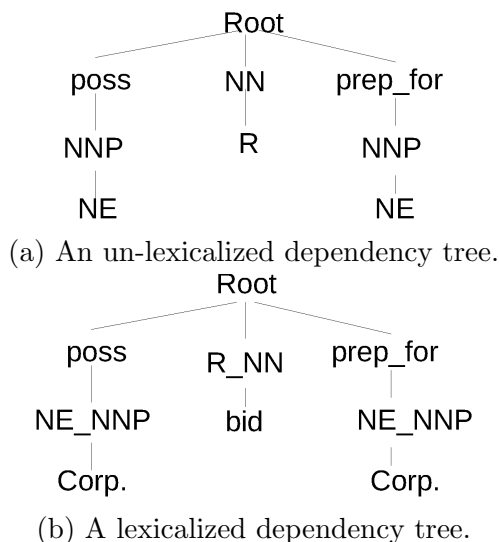 Root
poss NN prep_for
NNP R NNP
NE NE
(a) An un-lexicalized dependency tree.
Root
poss R_NN prep_for
NE_NNP bid NE_NNP
Corp. Corp.
(b) A lexicalized dependency tree.